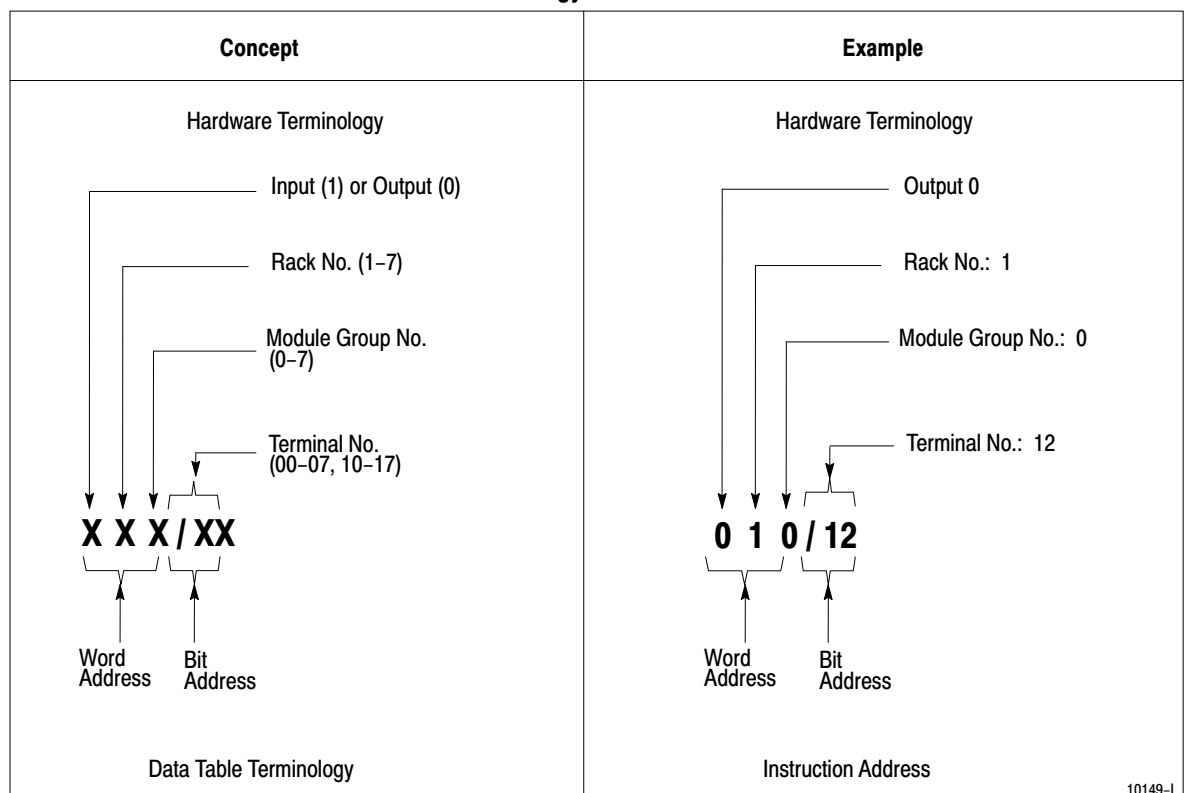 gy
Concept
Hardware Terminology
Input (1) or Output (0)
Rack No. (1–7)
Module Group No.
(0–7)
Terminal No.
(00–07, 10–17)
X X X / XX
Word
Address
Bit
Address
Data Table Terminology
Example
Hardware Terminology
Output 0
Rack No.: 1
Module Group No.: 0
Terminal No.: 12
0 1 0 / 12
Word
Address
Bit
Address
Instruction Address
10149–I